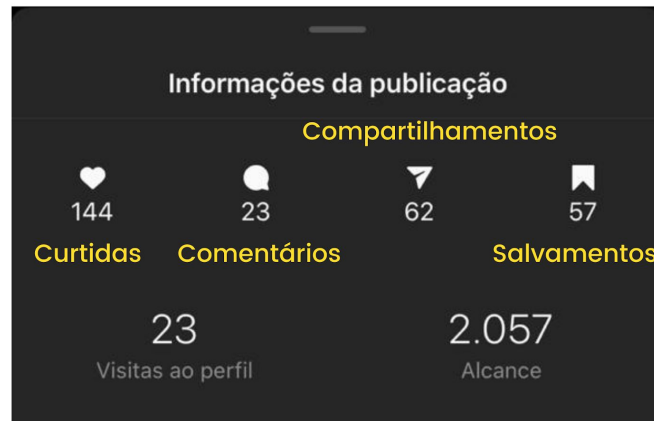 Informações da publicação
Compartilhamentos
144 23 62 57
Curtidas Comentários Salvamentos
23 2.057
Visitas ao perfil Alcance